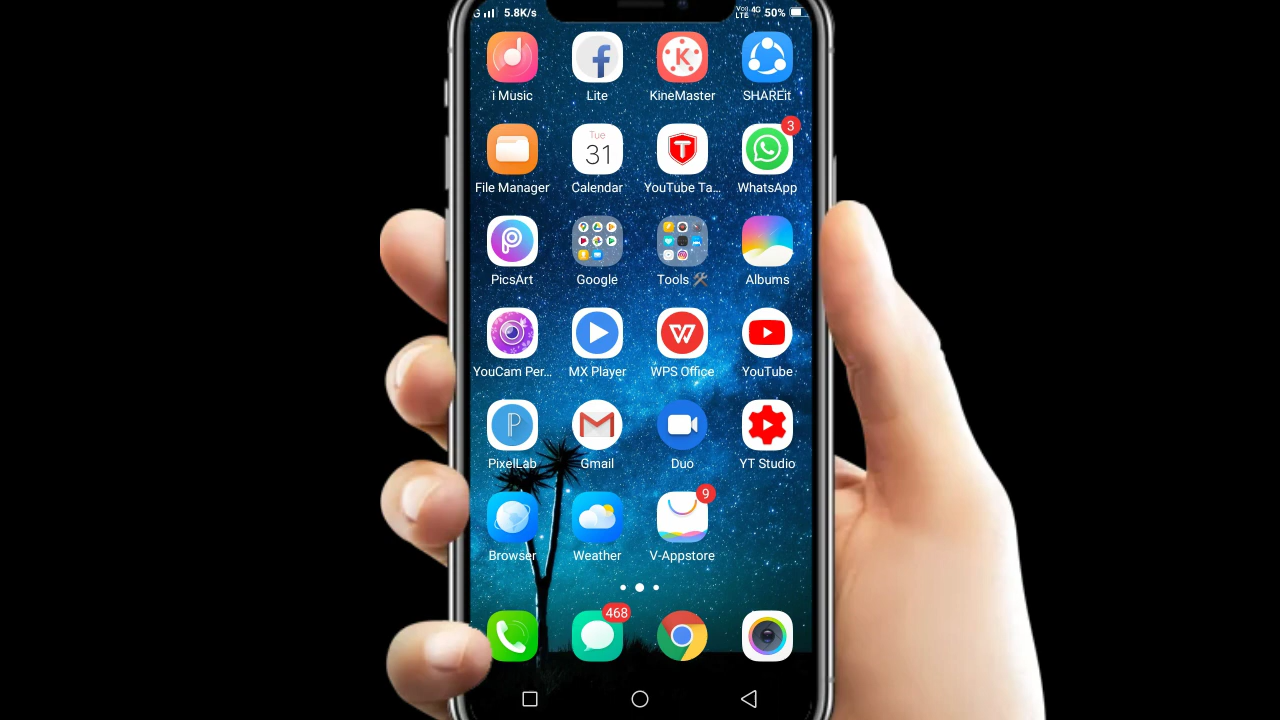 G 5.8K/s
Vo)) 4G
LTE
50%
i Music
Lite
KineMaster
SHAREit
3
Tue
31
File Manager
Calendar
YouTube Ta...
WhatsApp
PicsArt
Google
Tools 🛠
Albums
YouCam Per...
MX Player
WPS Office
YouTube
PixelLab
Gmail
Duo
YT Studio
9
Browser
Weather
V-Appstore
468